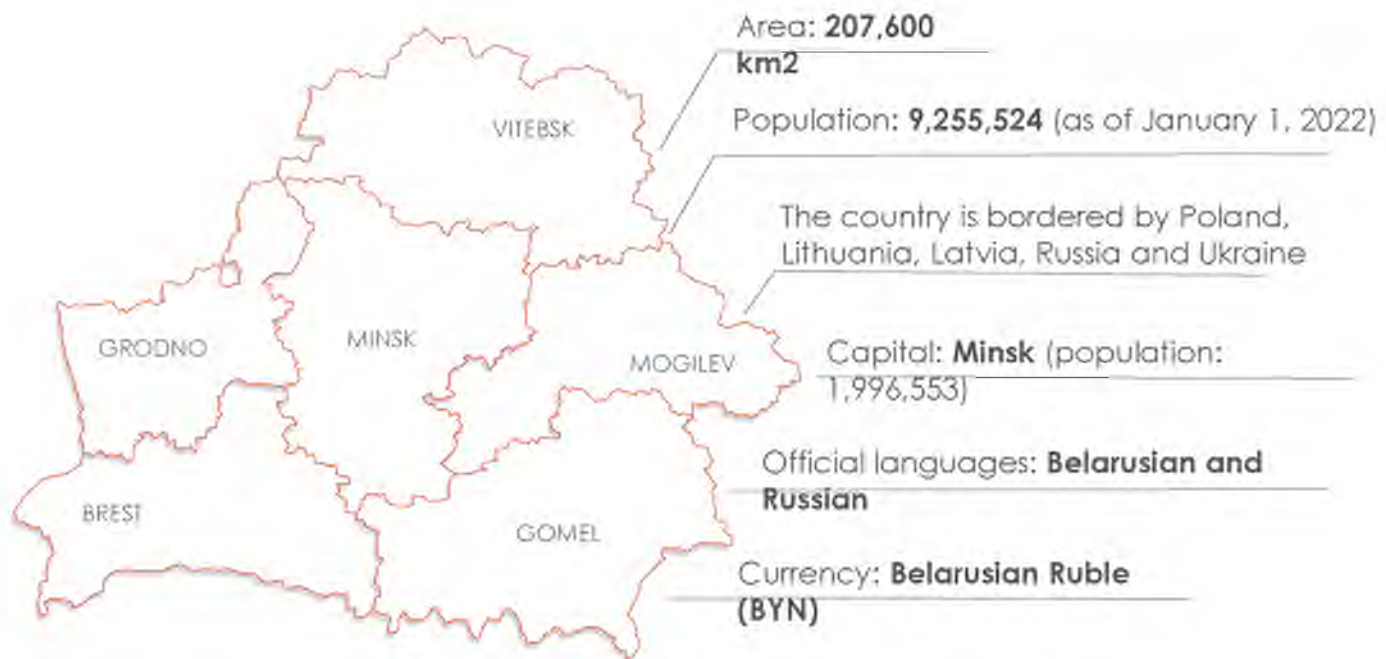 Area: 207,600
km2
VITEBSK
Population: 9,255,524 (as of January 1, 2022)
The country is bordered by Poland,
Lithuania, Latvia, Russia and Ukraine
GRODNO
MINSK
MOGILEV
Capital: Minsk (population:
1,996,553)
Official languages: Belarusian and
Russian
BREST
GOMEL
Currency: Belarusian Ruble
(BYN)